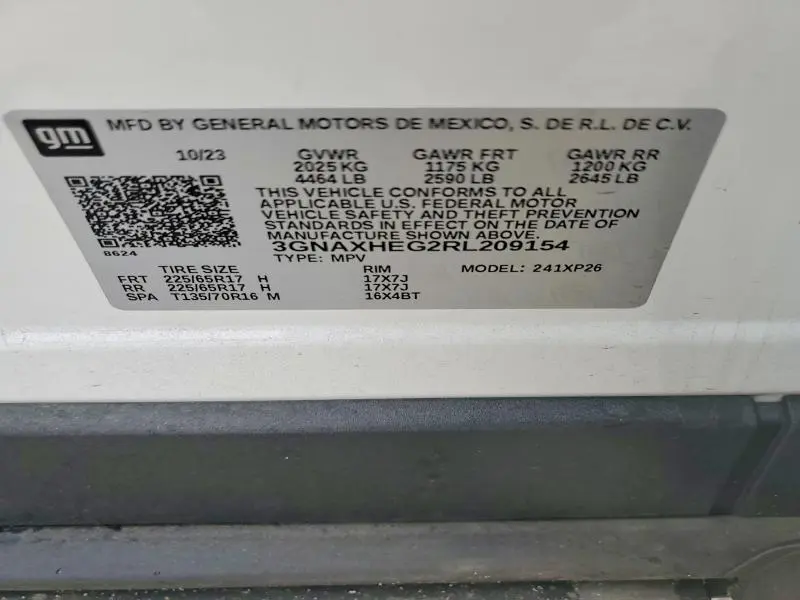 gm MFD BY GENERAL MOTORS DE MEXICO, S. DE R.L. DE C.V.
10/23 GVWR GAWR FRT GAWR RR
2025 KG 1175 KG 1200 KG
4464 LB 2590 LB 2645 LB
THIS VEHICLE CONFORMS TO ALL
APPLICABLE U.S. FEDERAL MOTOR
VEHICLE SAFETY AND THEFT PREVENTION
STANDARDS IN EFFECT ON THE DATE OF
MANUFACTURE SHOWN ABOVE.
8624
3GNAXHEG2RL209154
TYPE: MPV MODEL: 241XP26
TIRE SIZE RIM
FRT 225/65R17 H 17X7J
RR 225/65R17 H 17X7J
SPA T135/70R16 M 16X4BT